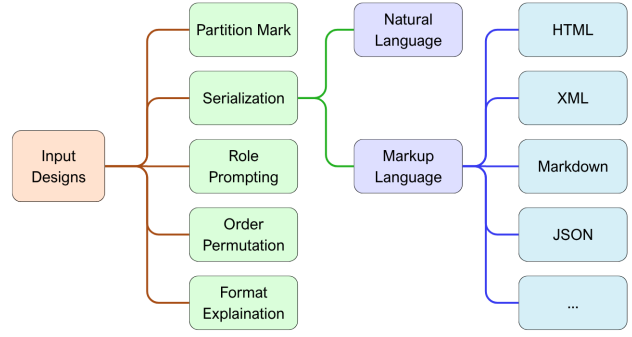 Input
Designs
Partition Mark
Serialization
Role
Prompting
Order
Permutation
Format
Explaination
Natural
Language
Markup
Language
HTML
XML
Markdown
JSON
...